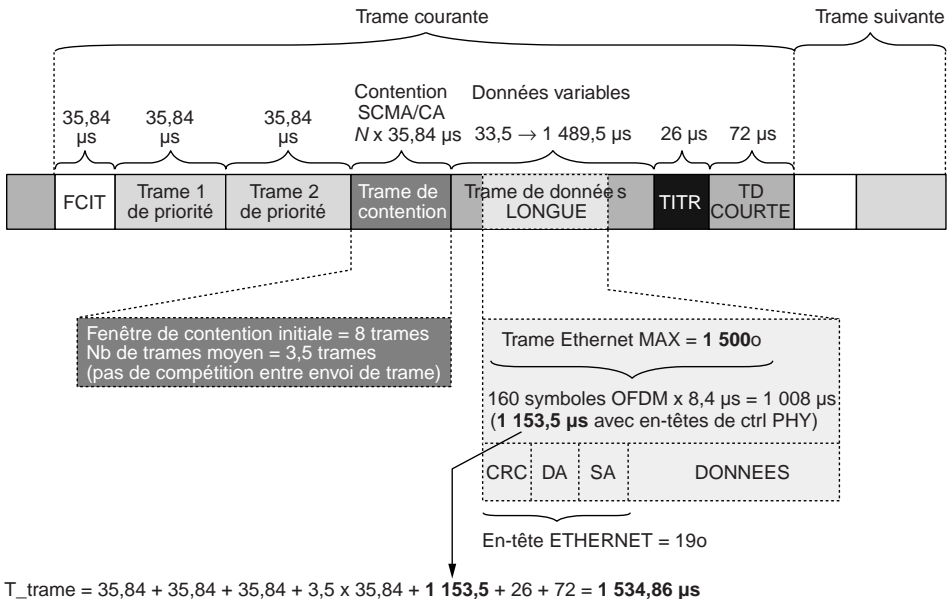 Trame courante
Trame suivante
Contention
SCMA/CA
N x 35,84 µs
Données variables
33,5 → 1 489,5 µs
35,84
µs
35,84
µs
35,84
µs
26 µs
72 µs
FCIT
Trame 1
de priorité
Trame 2
de priorité
Trame de
contention
Trame de données
LONGUE
TITR
TD
COURTE
Fenêtre de contention initiale = 8 trames
Nb de trames moyen = 3,5 trames
(pas de compétition entre envoi de trame)
Trame Ethernet MAX = 1 500o
160 symboles OFDM x 8,4 µs = 1 008 µs
(1 153,5 µs avec en-têtes de ctrl PHY)
CRC
DA
SA
DONNEES
En-tête ETHERNET = 19o
T_trame = 35,84 + 35,84 + 35,84 + 3,5 x 35,84 + 1 153,5 + 26 + 72 = 1 534,86 µs